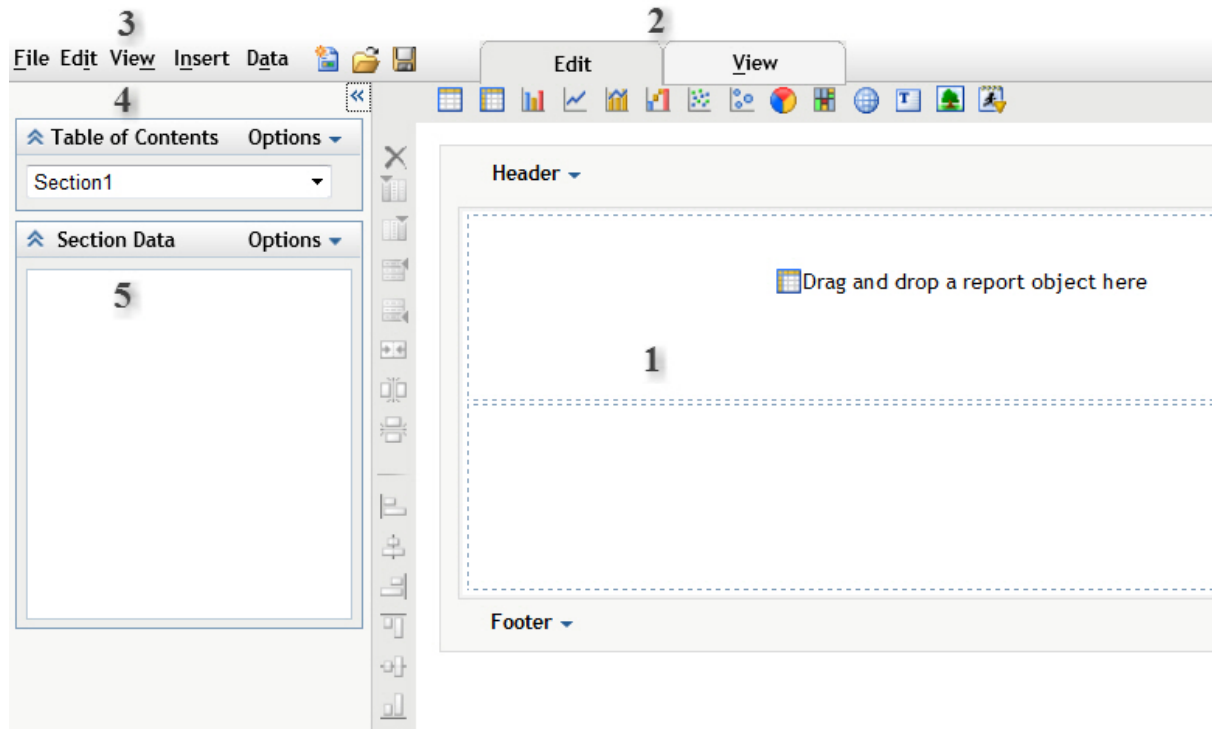 3
2
File Edit View Insert Data
Edit View
4
«
Table of Contents Options
Section1
Header
Section Data Options
5
Drag and drop a report object here
1
Footer